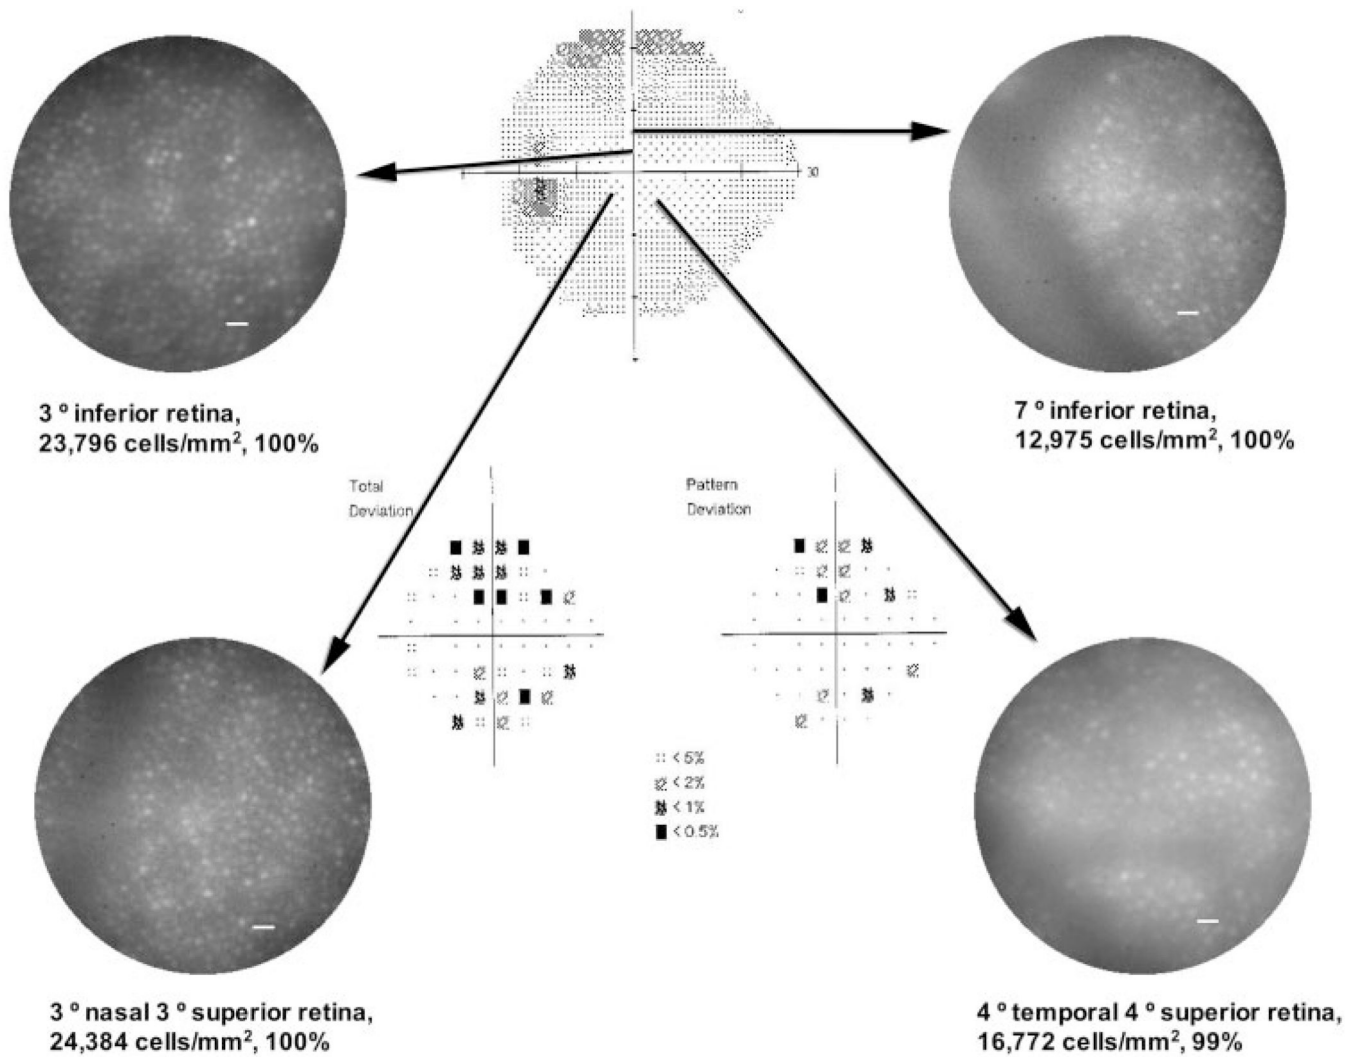 30
3 º inferior retina,
23,796 cells/mm², 100%
7 º inferior retina,
12,975 cells/mm², 100%
Total
Deviation
Pattern
Deviation
< 5%
< 2%
< 1%
< 0.5%
3 º nasal 3 º superior retina,
24,384 cells/mm², 100%
4 º temporal 4 º superior retina,
16,772 cells/mm², 99%